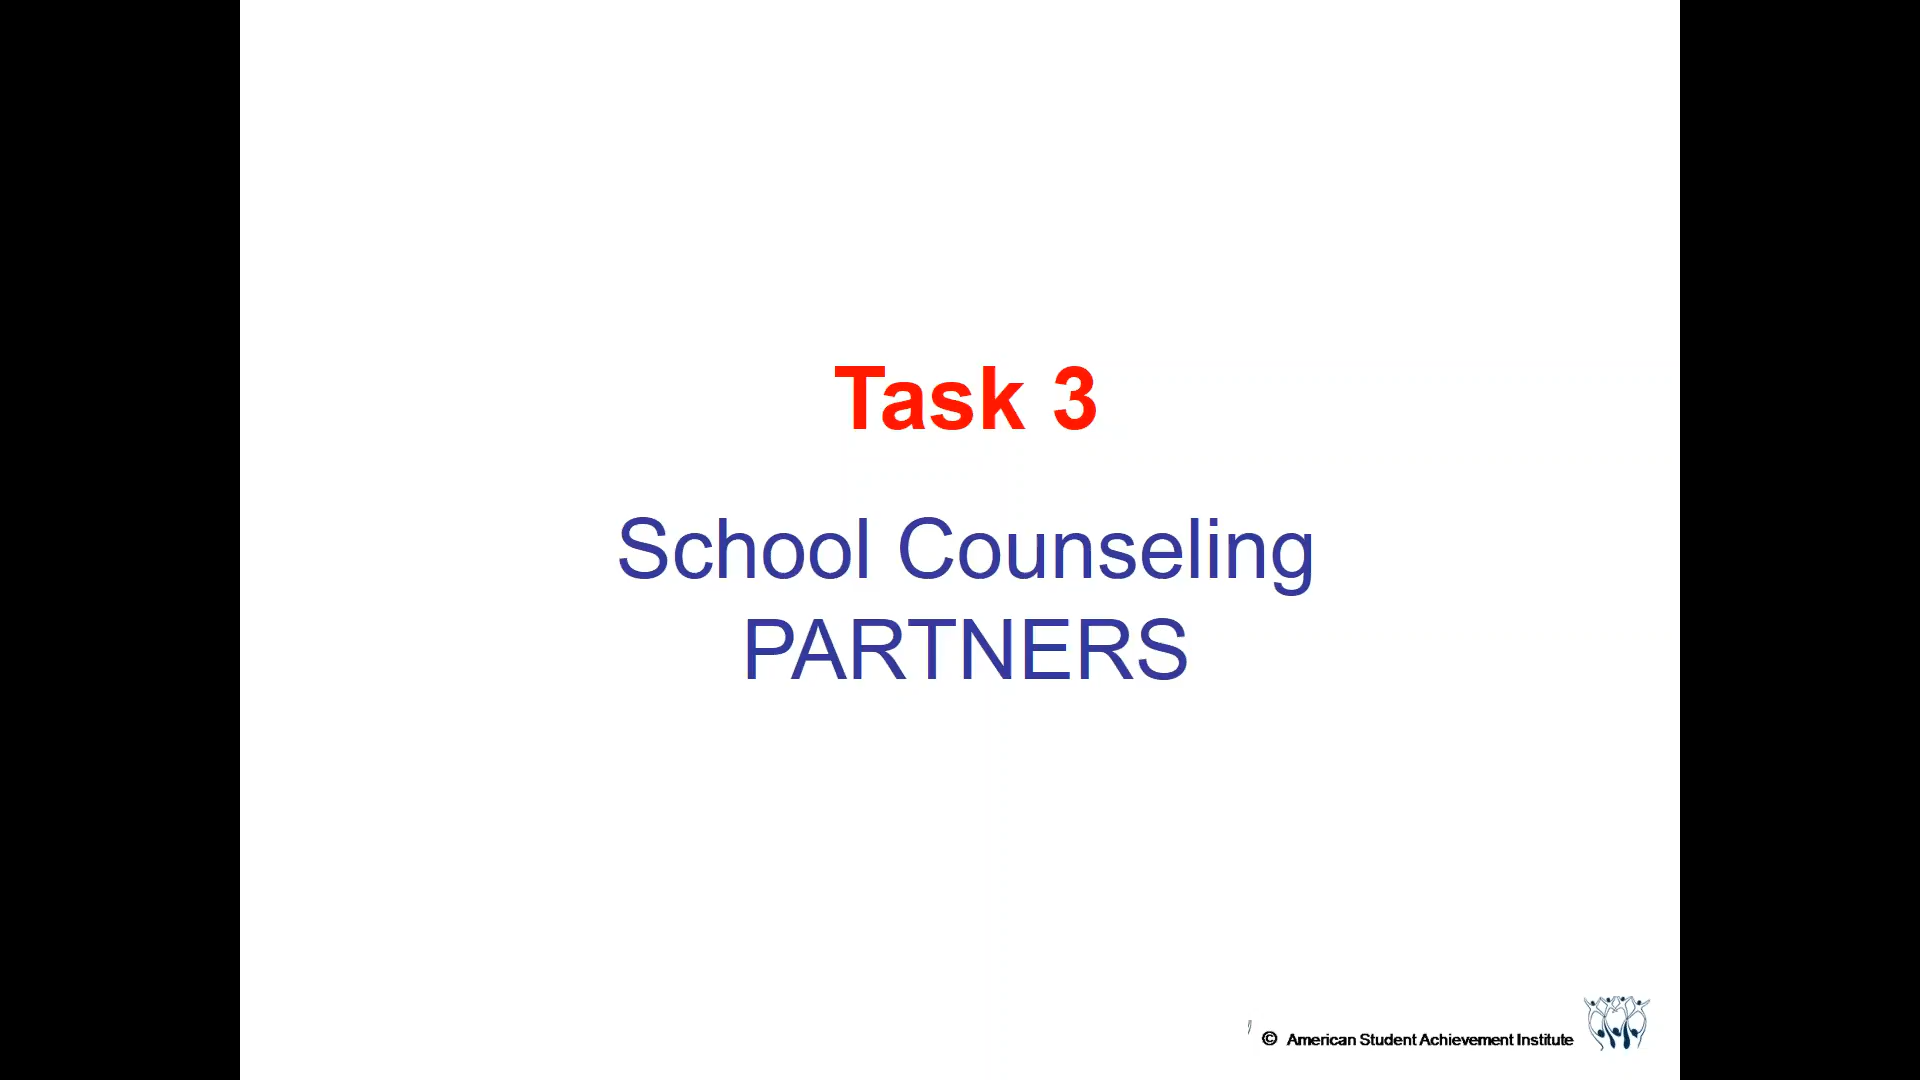 Task 3
School Counseling
PARTNERS
© American Student Achievement Institute